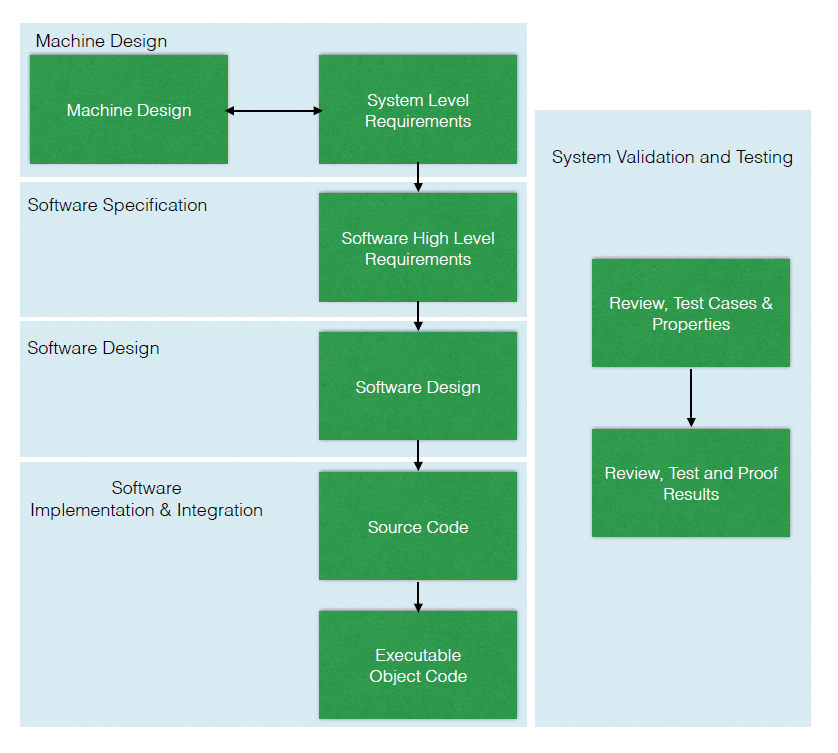 Machine Design
Machine Design
System Level
Requirements
Software Specification
Software High Level
Requirements
Software Design
Software Design
Software
Implementation & Integration
Source Code
Executable
Object Code
System Validation and Testing
Review, Test Cases &
Properties
Review, Test and Proof
Results